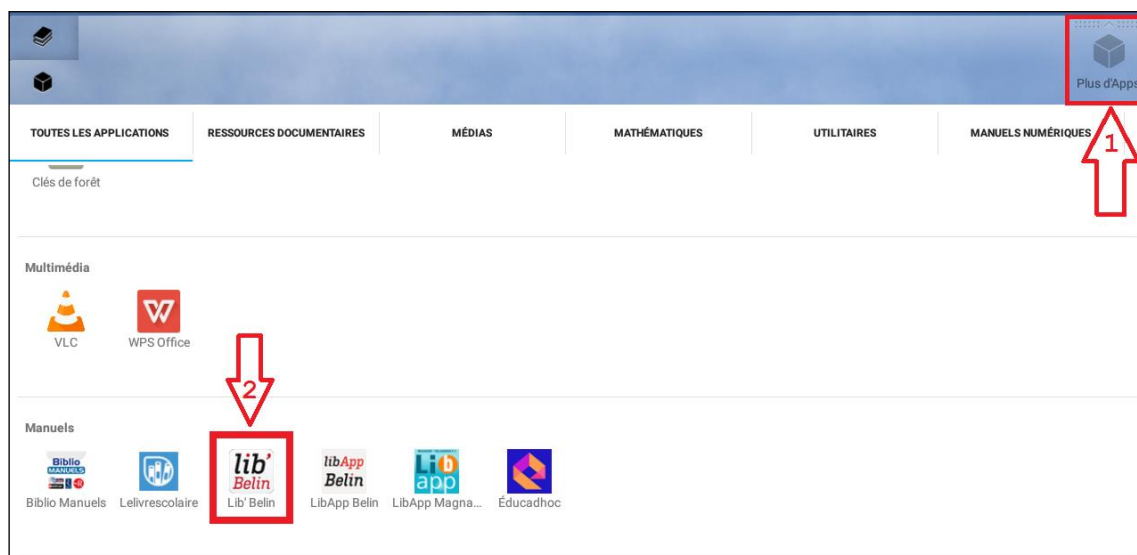 Plus d'Apps
TOUTES LES APPLICATIONS RESSOURCES DOCUMENTAIRES MÉDIAS MATHÉMATIQUES UTILITAIRES MANUELS NUMÉRIQUES
1
Clés de forêt
Multimédia
VLC WPS Office
2
Manuels
Biblio MANUELS
lib' Belin
libApp Belin
Lib app
Biblio Manuels Lelivrescolaire Lib' Belin LibApp Belin LibApp Magna... Éducadhoc